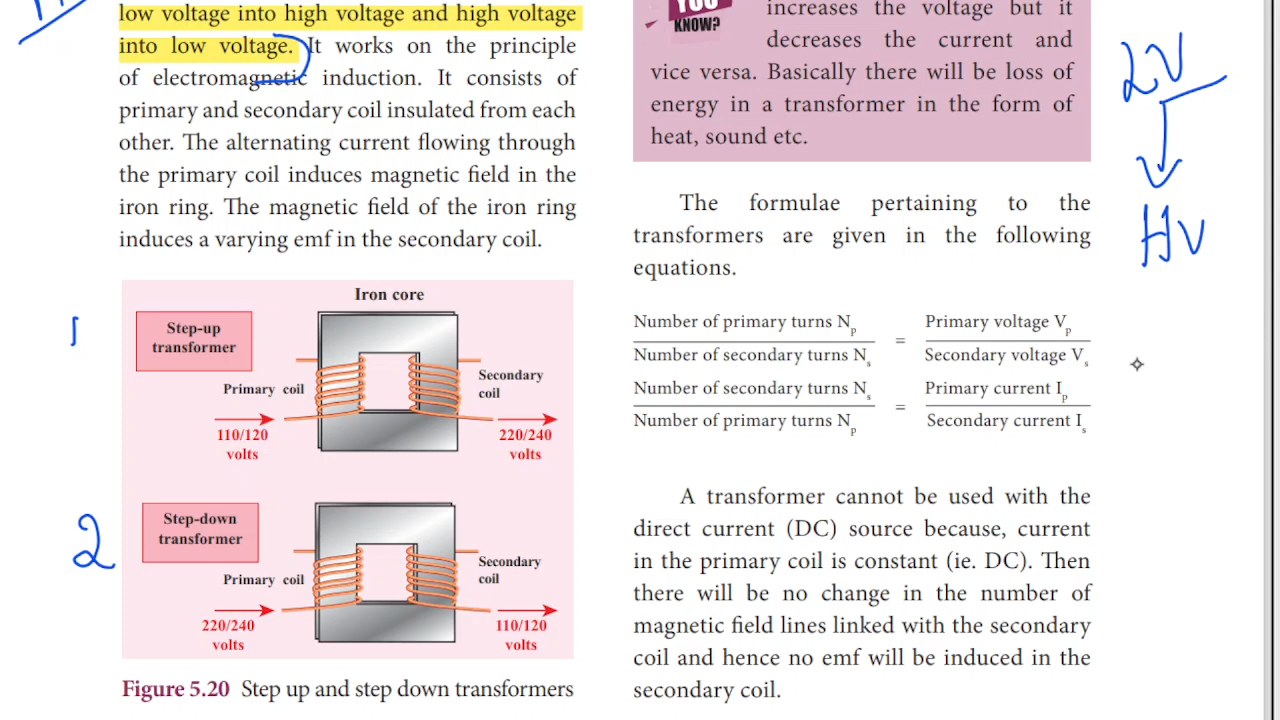 low voltage into high voltage and high voltage
into low voltage. It works on the principle
of electromagnetic induction. It consists of
primary and secondary coil insulated from each
other. The alternating current flowing through
the primary coil induces magnetic field in the
iron ring. The magnetic field of the iron ring
induces a varying emf in the secondary coil.
1
Iron core
Step-up
transformer
Primary coil
Secondary
coil
110/120
volts
220/240
volts
2
Step-down
transformer
Primary coil
Secondary
coil
220/240
volts
110/120
volts
Figure 5.20 Step up and step down transformers
YOU
KNOW?
increases the voltage but it
decreases the current and
vice versa. Basically there will be loss of
energy in a transformer in the form of
heat, sound etc.
The formulae pertaining to the
transformers are given in the following
equations.
Number of primary turns Np / Number of secondary turns Ns = Primary voltage Vp / Secondary voltage Vs
Number of secondary turns Ns / Number of primary turns Np = Primary current Ip / Secondary current Is
A transformer cannot be used with the
direct current (DC) source because, current
in the primary coil is constant (ie. DC). Then
there will be no change in the number of
magnetic field lines linked with the secondary
coil and hence no emf will be induced in the
secondary coil.
LV
HV